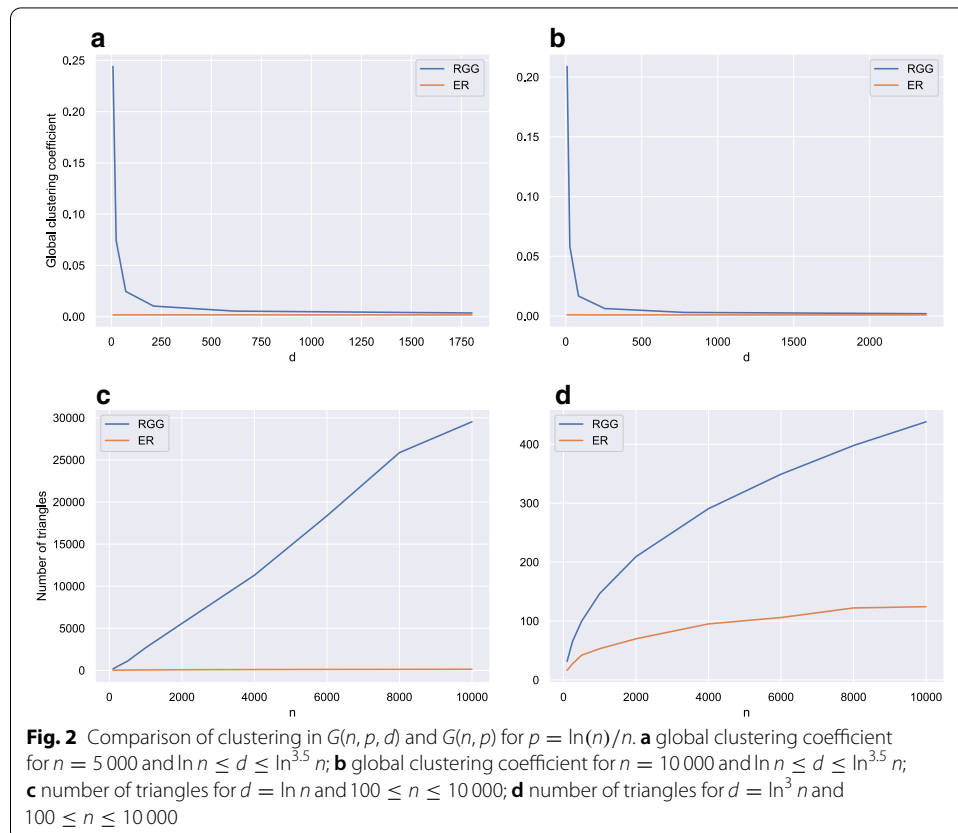 a
b
RGG
ER
RGG
ER
Global clustering coefficient
0.25
0.20
0.15
0.10
0.05
0.00
0 250 500 750 1000 1250 1500 1750
d
0.20
0.15
0.10
0.05
0.00
0 500 1000 1500 2000
d
c
d
RGG
ER
RGG
ER
Number of triangles
30000
25000
20000
15000
10000
5000
0
0 2000 4000 6000 8000 10000
n
400
300
200
100
0
0 2000 4000 6000 8000 10000
n
Fig. 2 Comparison of clustering in G(n, p, d) and G(n, p) for p = ln(n)/n. a global clustering coefficient
for n = 5 000 and ln n ≤ d ≤ ln^3.5 n; b global clustering coefficient for n = 10 000 and ln n ≤ d ≤ ln^3.5 n;
c number of triangles for d = ln n and 100 ≤ n ≤ 10 000; d number of triangles for d = ln^3 n and
100 ≤ n ≤ 10 000